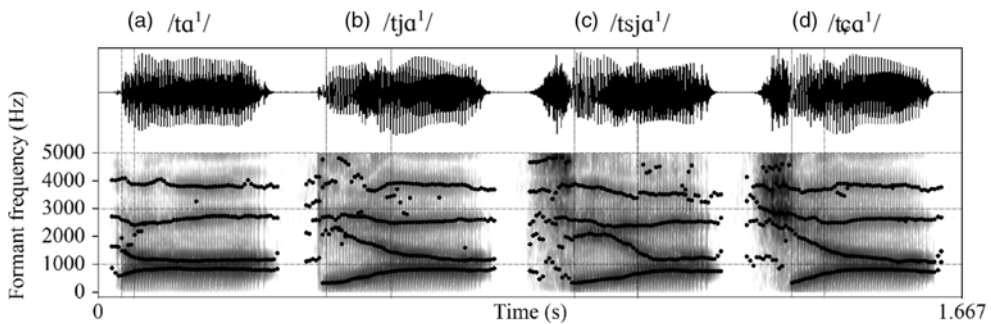 (a) /tɑ¹/ (b) /tjɑ¹/ (c) /tsjɑ¹/ (d) /tɕɑ¹/
Formant frequency (Hz)
5000
4000
3000
2000
1000
0
0 Time (s) 1.667